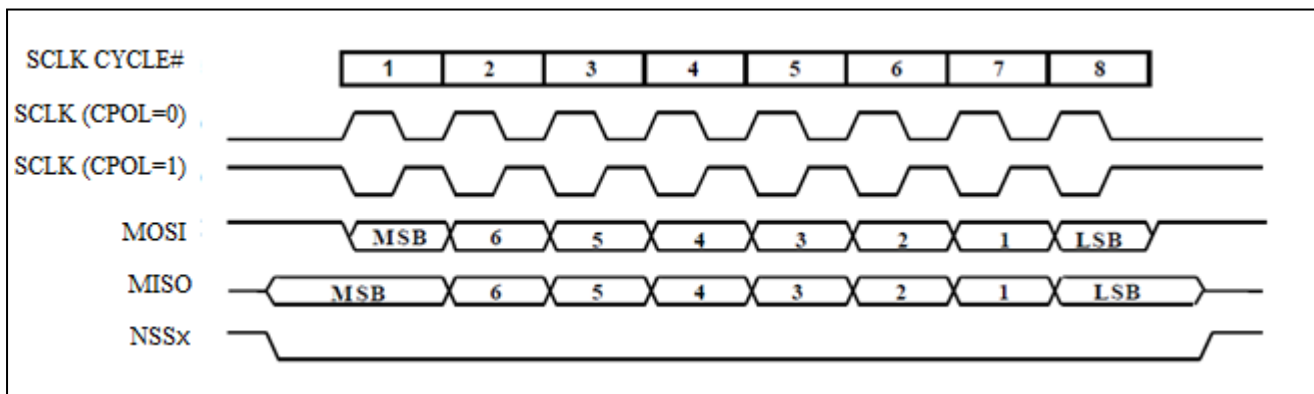 SCLK CYCLE# 1 2 3 4 5 6 7 8
SCLK (CPOL=0)
SCLK (CPOL=1)
MOSI MSB 6 5 4 3 2 1 LSB
MISO MSB 6 5 4 3 2 1 LSB
NSSx